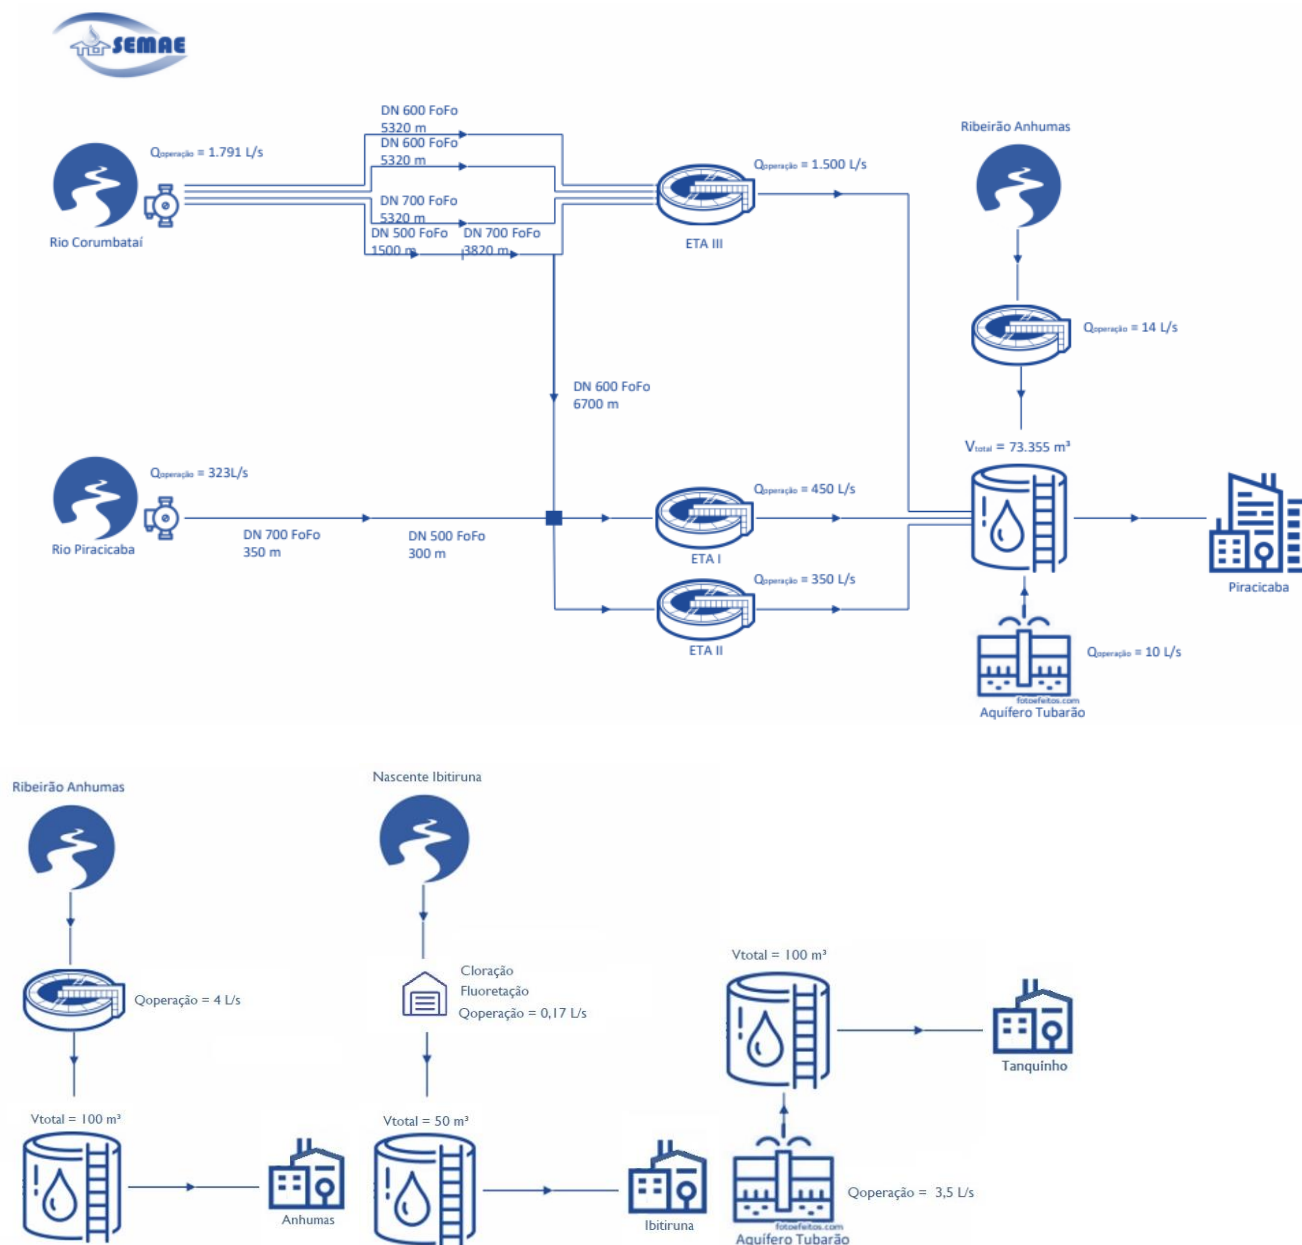 SEMAE
DN 600 FoFo
5320 m
DN 600 FoFo
5320 m
Ribeirão Anhumas
Qoperação = 1.791 L/s
Qoperação = 1.500 L/s
DN 700 FoFo
5320 m
DN 500 FoFo
1500 m
DN 700 FoFo
3820 m
Rio Corumbataí
ETA III
Qoperação = 14 L/s
DN 600 FoFo
6700 m
Vtotal = 73.355 m³
Qoperação = 323L/s
Qoperação = 450 L/s
Rio Piracicaba
DN 700 FoFo
350 m
DN 500 FoFo
300 m
ETA I
Qoperação = 350 L/s
Piracicaba
ETA II
Qoperação = 10 L/s
fotoefeitos.com
Aquífero Tubarão
Ribeirão Anhumas
Nascente Ibitiruna
Qoperação = 4 L/s
Cloração
Fluoretação
Qoperação = 0,17 L/s
Vtotal = 100 m³
Tanquinho
Vtotal = 100 m³
Vtotal = 50 m³
Anhumas
Ibitiruna
Qoperação = 3,5 L/s
fotoefeitos.com
Aquífero Tubarão